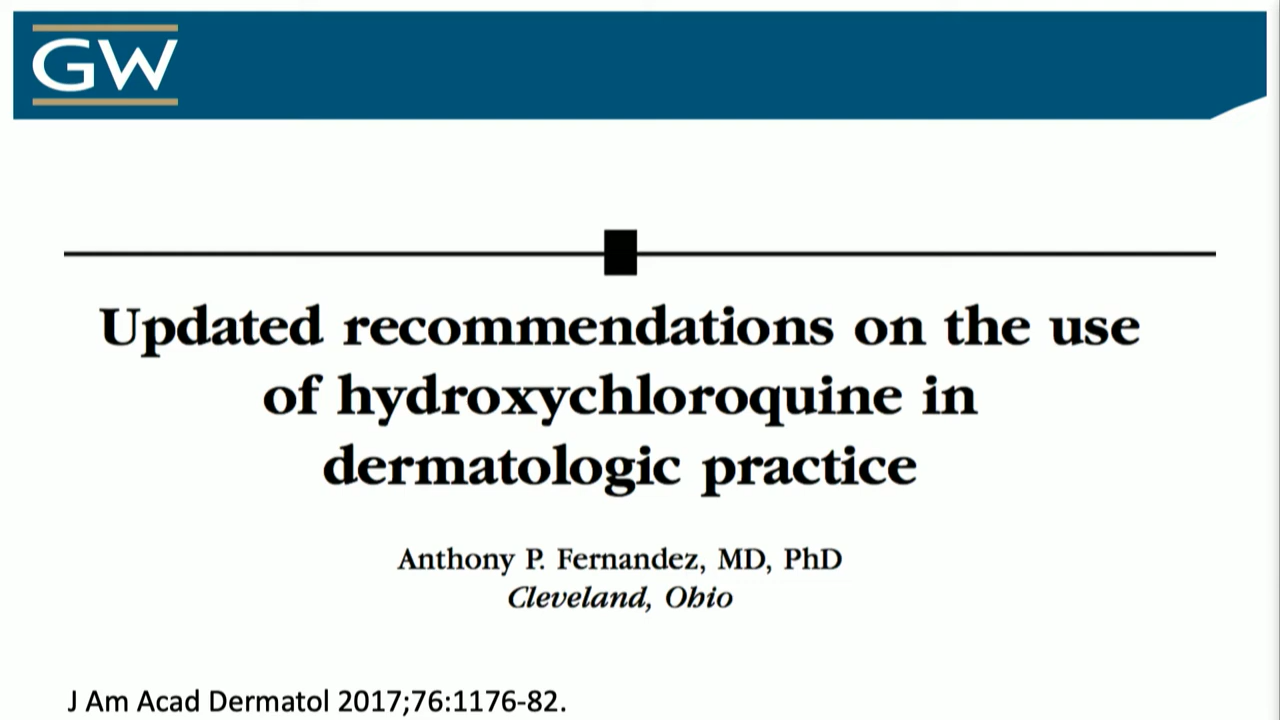 GW
Updated recommendations on the use
of hydroxychloroquine in
dermatologic practice
Anthony P. Fernandez, MD, PhD
Cleveland, Ohio
J Am Acad Dermatol 2017;76:1176-82.